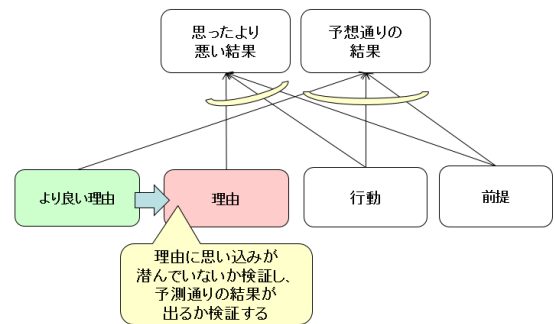 思ったより
悪い結果
予想通りの
結果
より良い理由
理由
行動
前提
理由に思い込みが
潜んでいないか検証し、
予測通りの結果が
出るか検証する